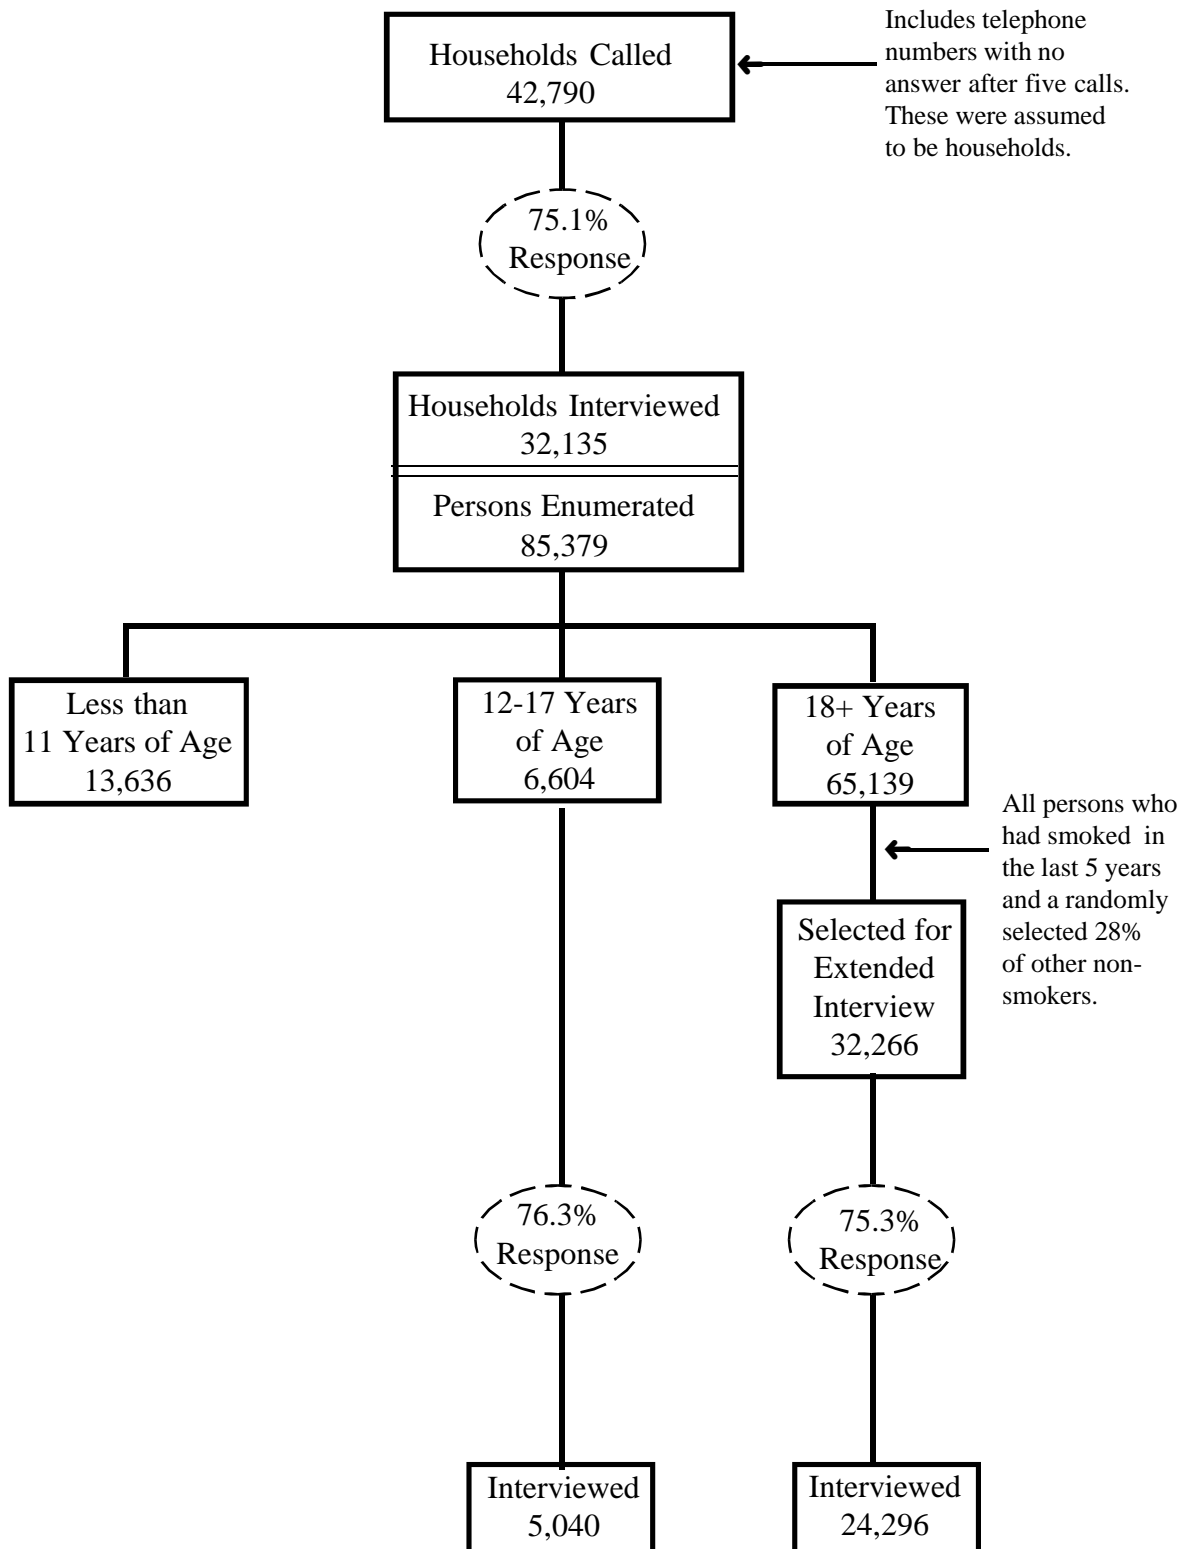 Households Called
42,790
Includes telephone
numbers with no
answer after five calls.
These were assumed
to be households.
75.1%
Response
Households Interviewed
32,135
Persons Enumerated
85,379
Less than
11 Years of Age
13,636
12-17 Years
of Age
6,604
18+ Years
of Age
65,139
All persons who
had smoked in
the last 5 years
and a randomly
selected 28%
of other non-
smokers.
Selected for
Extended
Interview
32,266
76.3%
Response
75.3%
Response
Interviewed
5,040
Interviewed
24,296